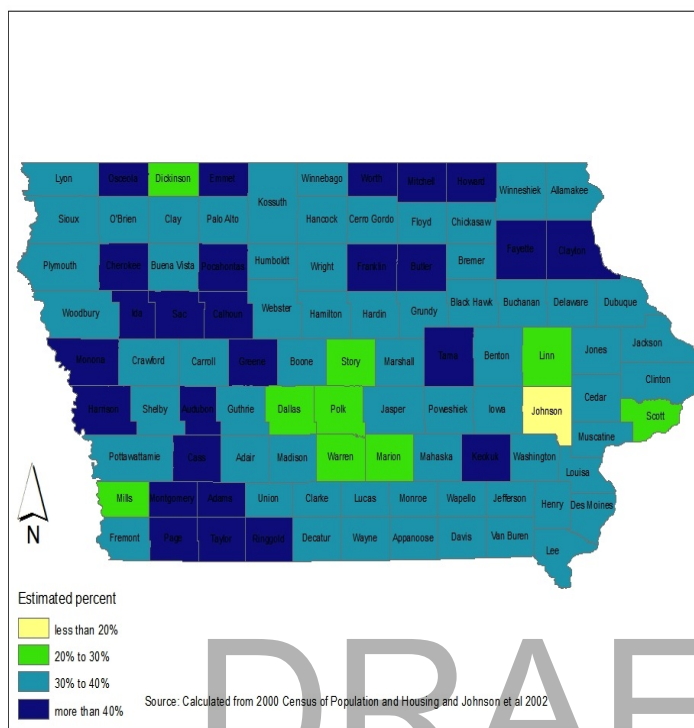 Lyon Osceola Dickinson Emmet Winnebago Worth Mitchell Howard Winneshiek Allamakee
Kossuth
Sioux O'Brien Clay Palo Alto Hancock Cerro Gordo Floyd Chickasaw
Plymouth Cherokee Buena Vista Pocahontas Humboldt Wright Franklin Butler Bremer Fayette Clayton
Woodbury Ida Sac Calhoun Webster Hamilton Hardin Grundy Black Hawk Buchanan Delaware Dubuque
Monona Crawford Carroll Greene Boone Story Marshall Tama Benton Linn Jones Jackson
Clinton
Harrison Shelby Audubon Guthrie Dallas Polk Jasper Poweshiek Iowa Johnson Cedar Scott
Muscatine
Pottawattamie Cass Adair Madison Warren Marion Mahaska Keokuk Washington
Louisa
Mills Montgomery Adams Union Clarke Lucas Monroe Wapello Jefferson Henry Des Moines
Fremont Page Taylor Ringgold Decatur Wayne Appanoose Davis Van Buren Lee
N
Estimated percent
less than 20%
20% to 30%
30% to 40%
more than 40%
Source: Calculated from 2000 Census of Population and Housing and Johnson et al 2002